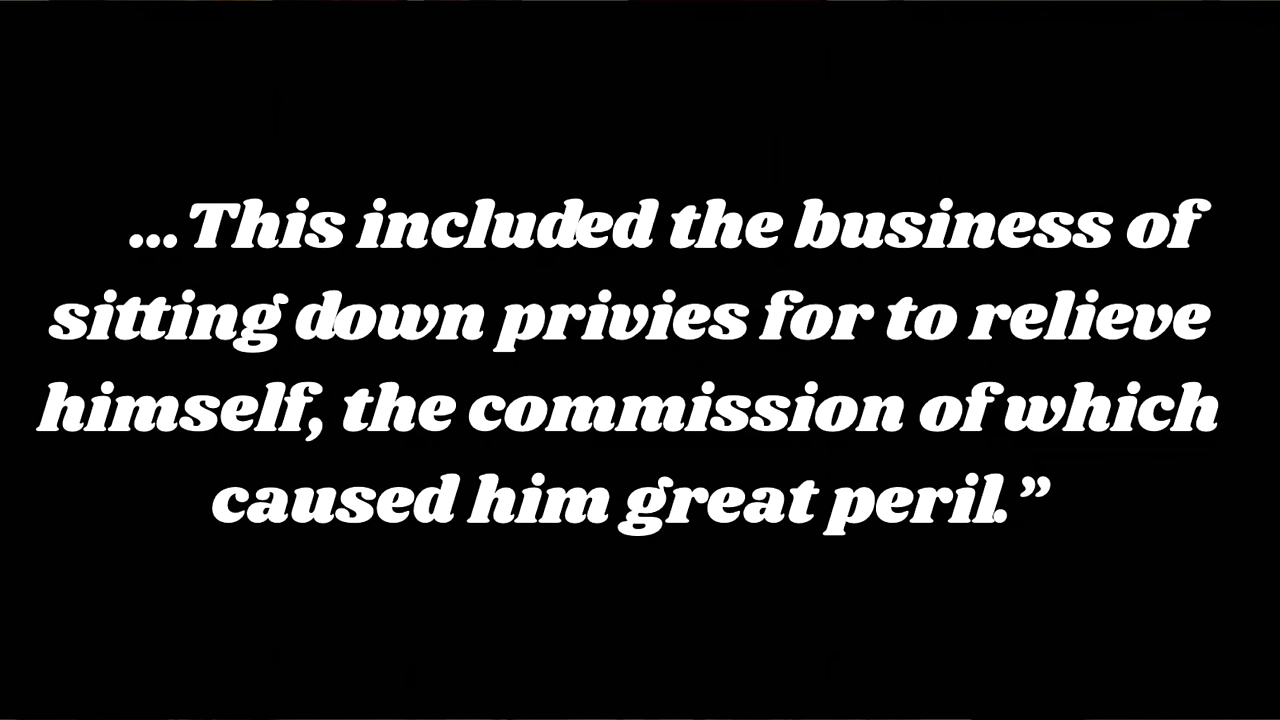 ...This included the business of
sitting down privies for to relieve
himself, the commission of which
caused him great peril.”